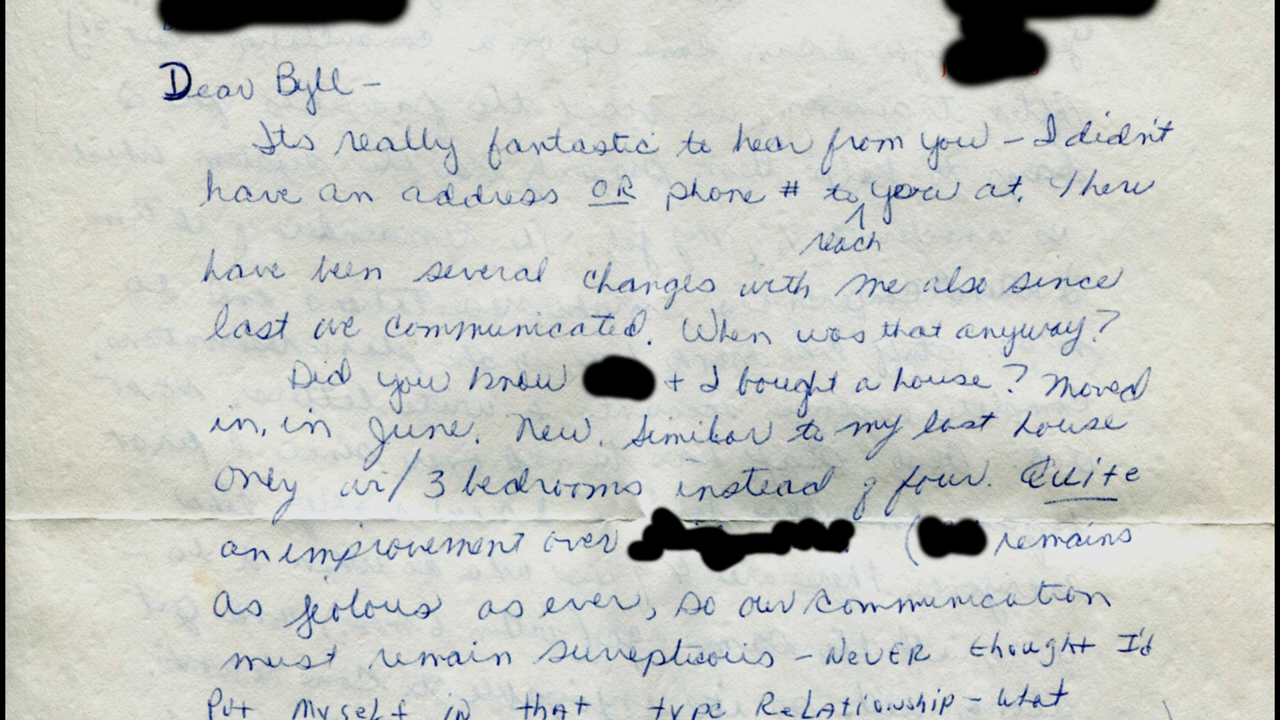 Dear Byll -
Its really fantastic to hear from you - I didn't
have an address OR phone # to you at. There
reach
have been several changes with me also since
last we communicated. When was that anyway?
Did you know + I bought a house? Moved
in, in June. New. Similar to my last house
only w/ 3 bedrooms instead of four. Quite
an improvement over ( remains
as jealous as ever, so our communication
must remain sureptious - NEVER thought I'd
Put Myself in that type RELAtIONship - What